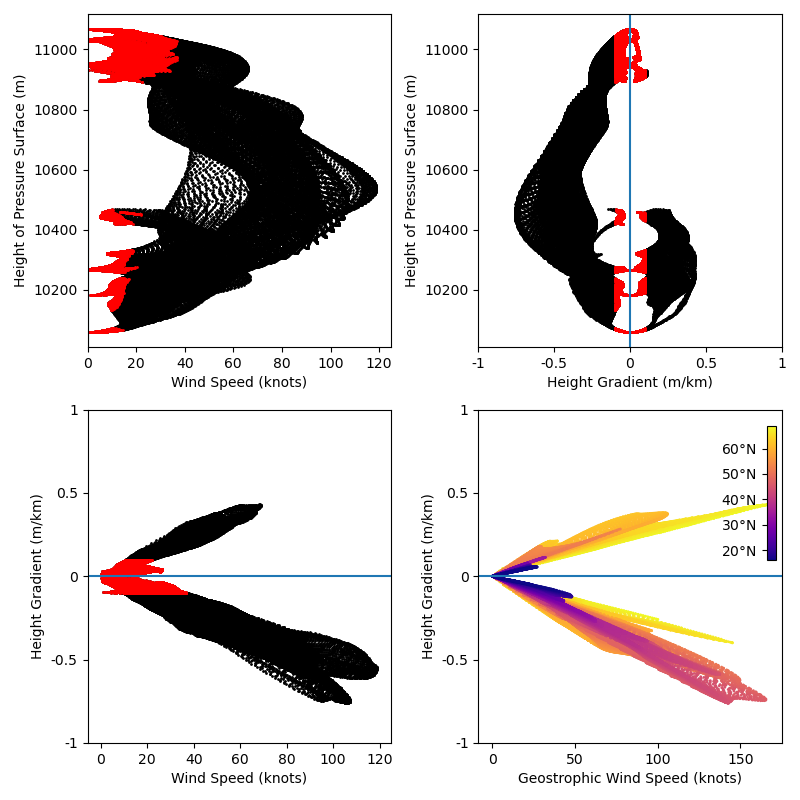 Height of Pressure Surface (m)
11000
10800
10600
10400
10200
0 20 40 60 80 100 120
Wind Speed (knots)
Height of Pressure Surface (m)
11000
10800
10600
10400
10200
-1 -0.5 0 0.5 1
Height Gradient (m/km)
Height Gradient (m/km)
1
0.5
0
-0.5
-1
0 20 40 60 80 100 120
Wind Speed (knots)
Height Gradient (m/km)
1
0.5
0
-0.5
-1
0 50 100 150
Geostrophic Wind Speed (knots)
60°N
50°N
40°N
30°N
20°N